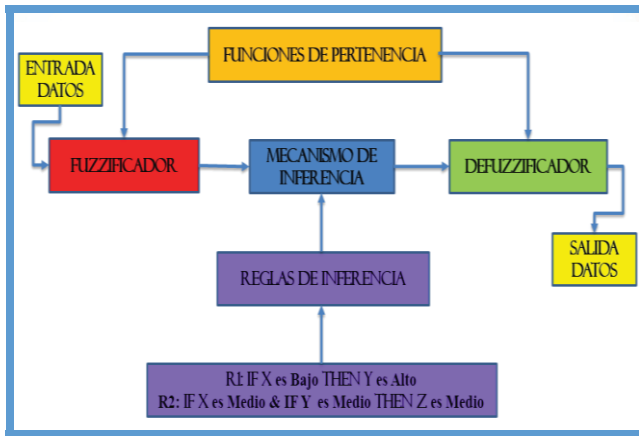 FUNCIONES DE PERTENENCIA
ENTRADA
DATOS
FUZZIFICADOR
MECANISMO DE
INFERENCIA
DEFUZZIFICADOR
SALIDA
DATOS
REGLAS DE INFERENCIA
R1: IF X es Bajo THEN Y es Alto
R2: IF X es Medio & IF Y es Medio THEN Z es Medio